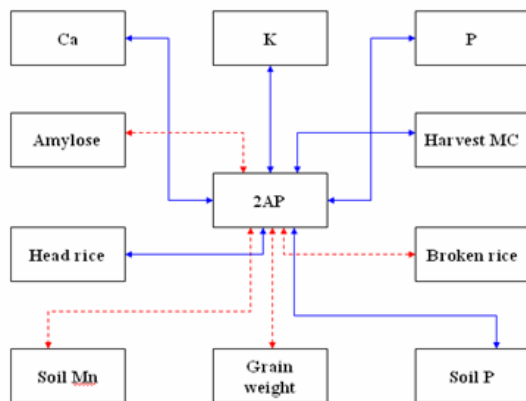 Ca
K
P
Amylose
Harvest MC
2AP
Head rice
Broken rice
Soil Mn
Grain
weight
Soil P